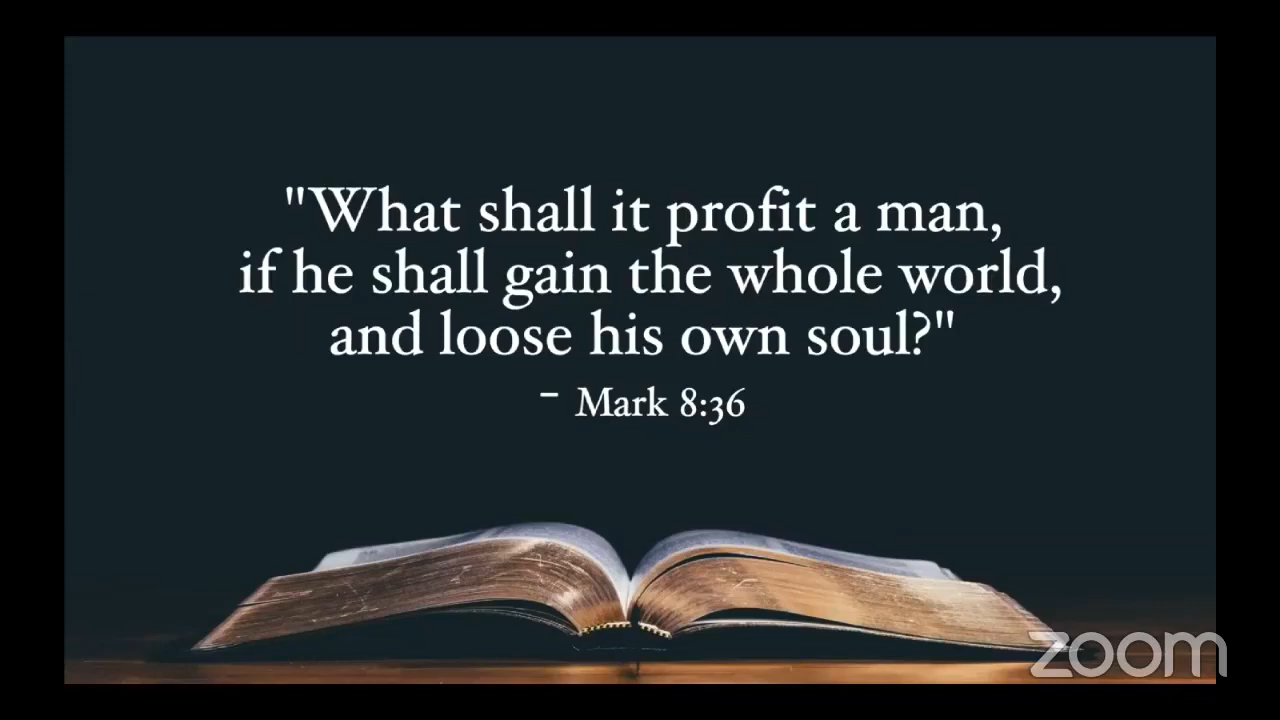 "What shall it profit a man,
if he shall gain the whole world,
and loose his own soul?"
- Mark 8:36
zoom